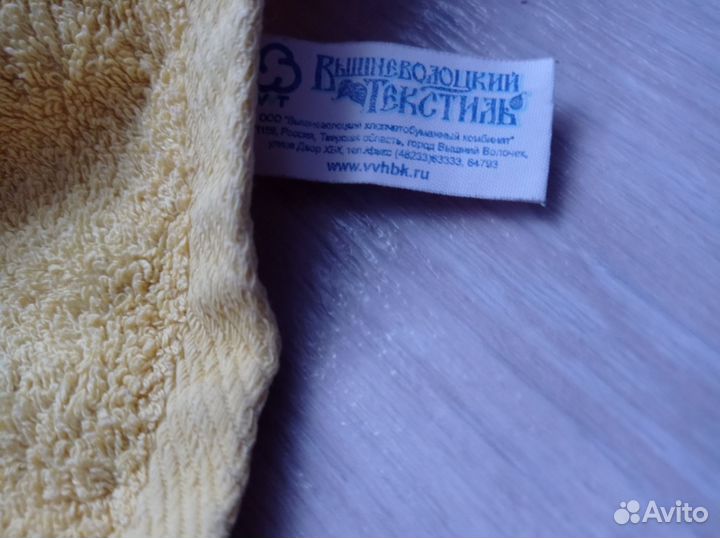 Вышневолоцкий
Текстиль
VT
ООО "Вышневолоцкий хлопчатобумажный комбинат"
Россия, Тверская область, город Вышний Волочек,
улица Двор ХБК, тел./факс (48233)63333, 64793
www.vvhbk.ru
Avito